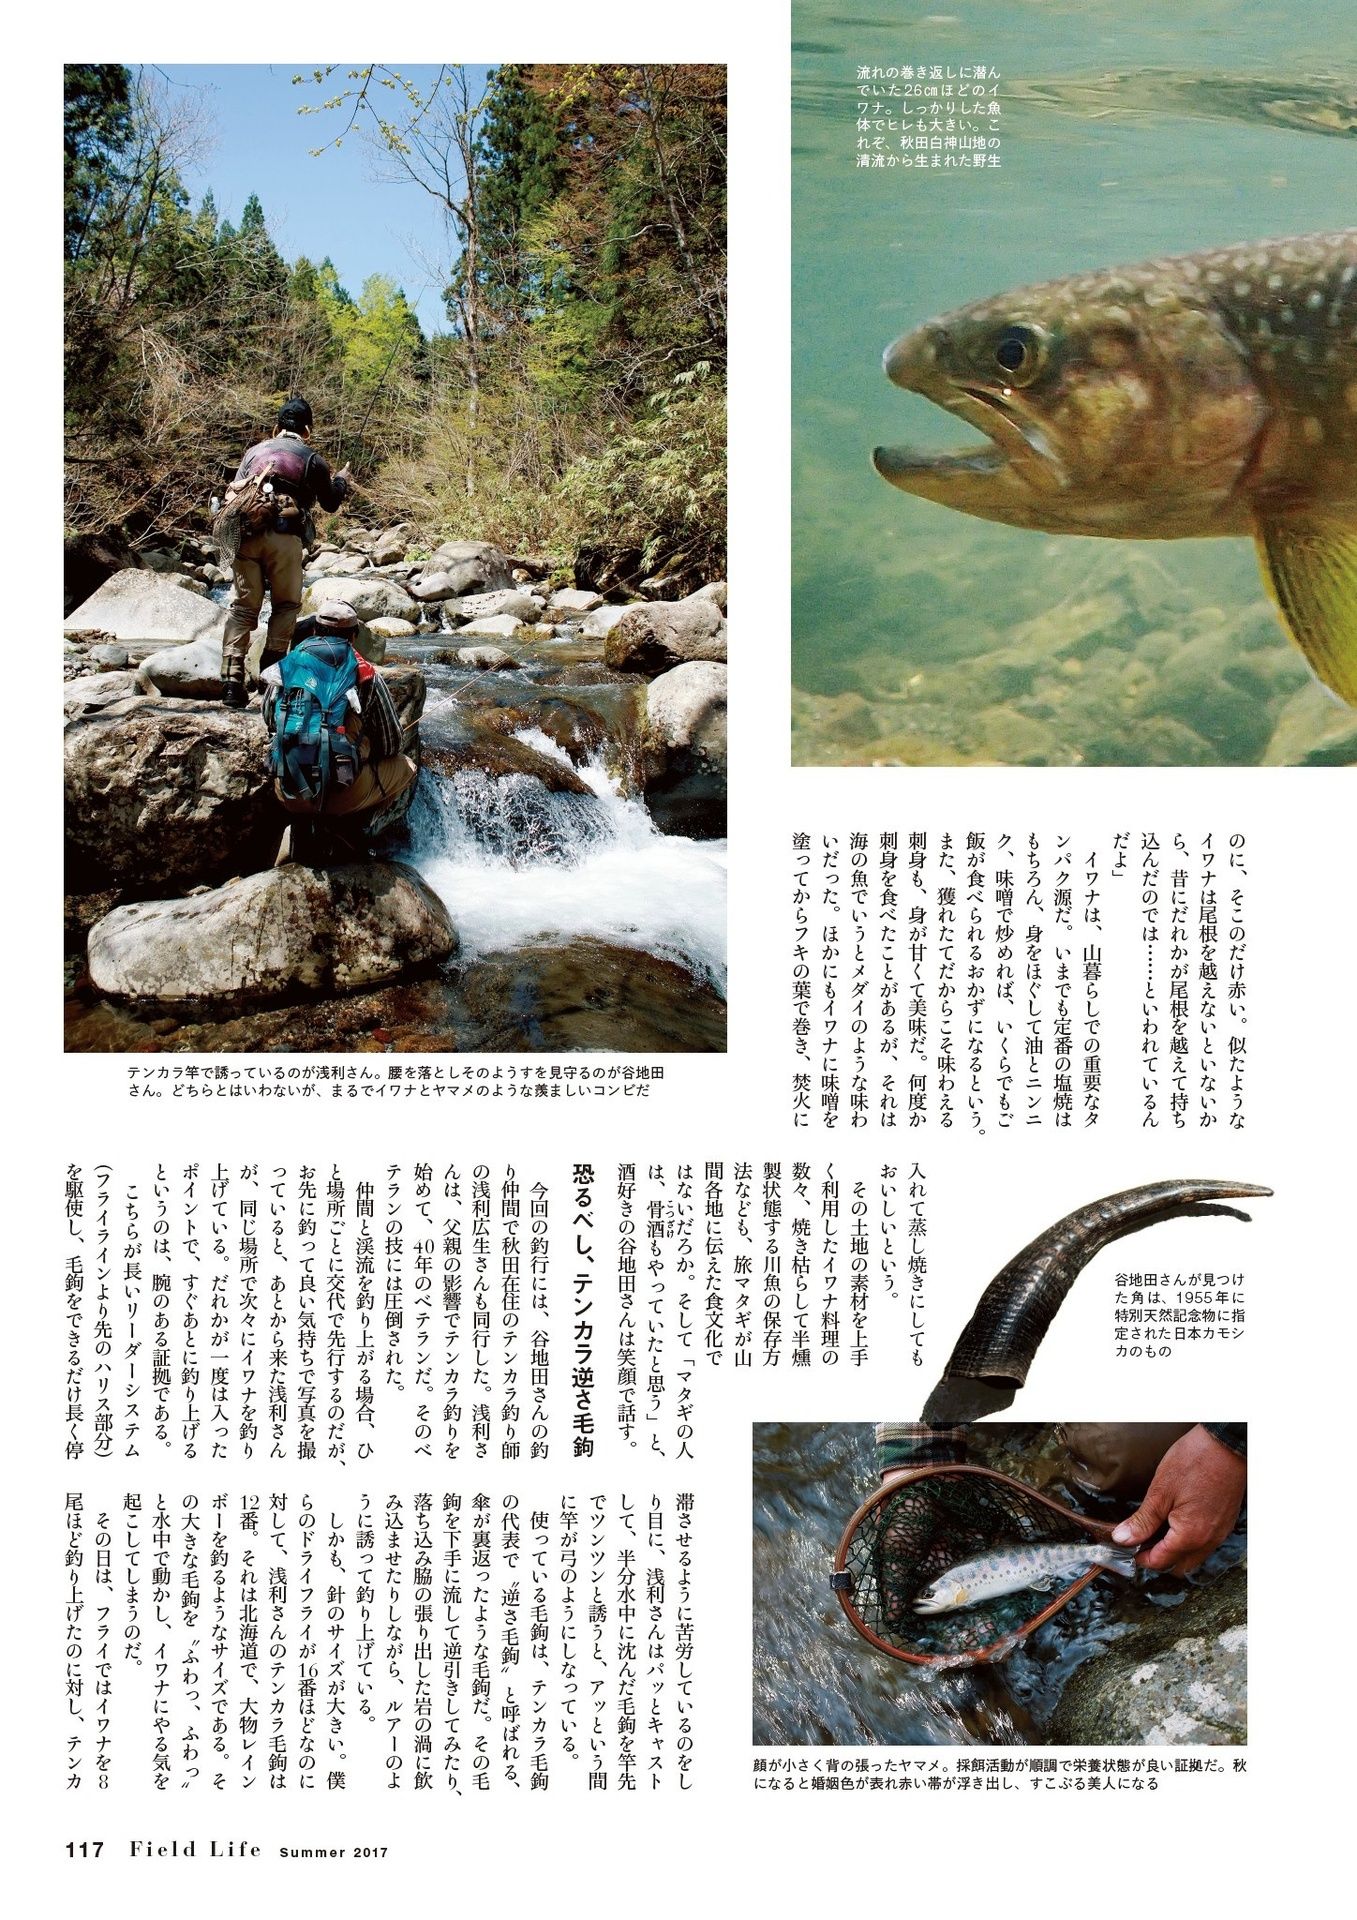 流れの巻き返しに潜ん
でいた26㎝ほどのイ
ワナ。しっかりした魚
体でヒレも大きい。こ
れぞ、秋田白神山地の
清流から生まれた野生
のに、そこのだけ赤い。似たような
イワナは尾根を越えないといないか
ら、昔にだれかが尾根を越えて持ち
込んだのでは……といわれているん
だよ」
イワナは、山暮らしでの重要なタ
ンパク源だ。いまでも定番の塩焼は
もちろん、身をほぐして油とニンニ
ク、味噌で炒めれば、いくらでもご
飯が食べられるおかずになるという。
また、獲れたてだからこそ味わえる
刺身も、身が甘くて美味だ。何度か
刺身を食べたことがあるが、それは
海の魚でいうとメダイのような味わ
いだった。ほかにもイワナに味噌を
塗ってからフキの葉で巻き、焚火に
テンカラ竿で誘っているのが浅利さん。腰を落としそのようすを見守るのが谷地田
さん。どちらとはいわないが、まるでイワナとヤマメのような羨ましいコンビだ
入れて蒸し焼きにしても
おいしいという。
その土地の素材を上手
く利用したイワナ料理の
数々、焼き枯らして半燻
製状態する川魚の保存方
法なども、旅マタギが山
間各地に伝えた食文化で
はないだろか。そして「マタギの人
は、骨酒もやっていたと思う」と、
こつざけ
酒好きの谷地田さんは笑顔で話す。
恐るべし、テンカラ逆さ毛鉤
今回の釣行には、谷地田さんの釣
り仲間で秋田在住のテンカラ釣り師
の浅利広生さんも同行した。浅利さ
んは、父親の影響でテンカラ釣りを
始めて、40年のベテランだ。そのベ
テランの技には圧倒された。
仲間と渓流を釣り上がる場合、ひ
と場所ごとに交代で先行するのだが、
お先に釣って良い気持ちで写真を撮
っていると、あとから来た浅利さん
が、同じ場所で次々にイワナを釣り
上げている。だれかが一度は入った
ポイントで、すぐあとに釣り上げる
というのは、腕のある証拠である。
こちらが長いリーダーシステム
（フライラインより先のハリス部分）
を駆使し、毛鉤をできるだけ長く停
谷地田さんが見つけ
た角は、1955年に
特別天然記念物に指
定された日本カモシ
カのもの
滞させるように苦労しているのをし
り目に、浅利さんはパッとキャスト
して、半分水中に沈んだ毛鉤を竿先
でツンツンと誘うと、アッという間
に竿が弓のようにしなっている。
使っている毛鉤は、テンカラ毛鉤
の代表で〝逆さ毛鉤〟と呼ばれる、
傘が裏返ったような毛鉤だ。その毛
鉤を下手に流して逆引きしてみたり、
落ち込み脇の張り出した岩の渦に飲
み込ませたりしながら、ルアーのよ
うに誘って釣り上げている。
しかも、針のサイズが大きい。僕
らのドライフライが16番ほどなのに
対して、浅利さんのテンカラ毛鉤は
12番。それは北海道で、大物レイン
ボーを釣るようなサイズである。そ
の大きな毛鉤を〝ふわっ、ふわっ〟
と水中で動かし、イワナにやる気を
起こしてしまうのだ。
その日は、フライではイワナを8
尾ほど釣り上げたのに対し、テンカ
顔が小さく背の張ったヤマメ。採餌活動が順調で栄養状態が良い証拠だ。秋
になると婚姻色が表れ赤い帯が浮き出し、すこぶる美人になる
117 Field Life Summer 2017